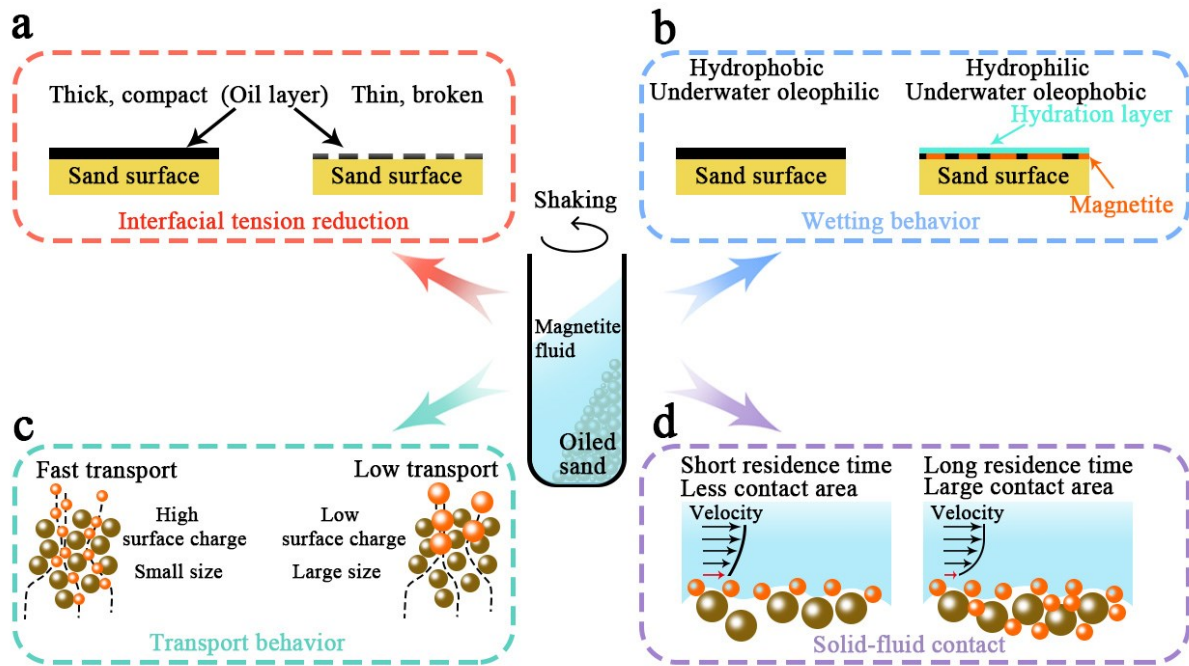 a
Thick, compact (Oil layer) Thin, broken
Sand surface
Sand surface
Interfacial tension reduction
b
Hydrophobic
Underwater oleophilic
Hydrophilic
Underwater oleophobic
Hydration layer
Sand surface
Sand surface
Magnetite
Wetting behavior
Shaking
Magnetite
fluid
Oiled
sand
c
Fast transport
Low transport
High
surface charge
Small size
Low
surface charge
Large size
Transport behavior
d
Short residence time
Less contact area
Velocity
Long residence time
Large contact area
Velocity
Solid-fluid contact